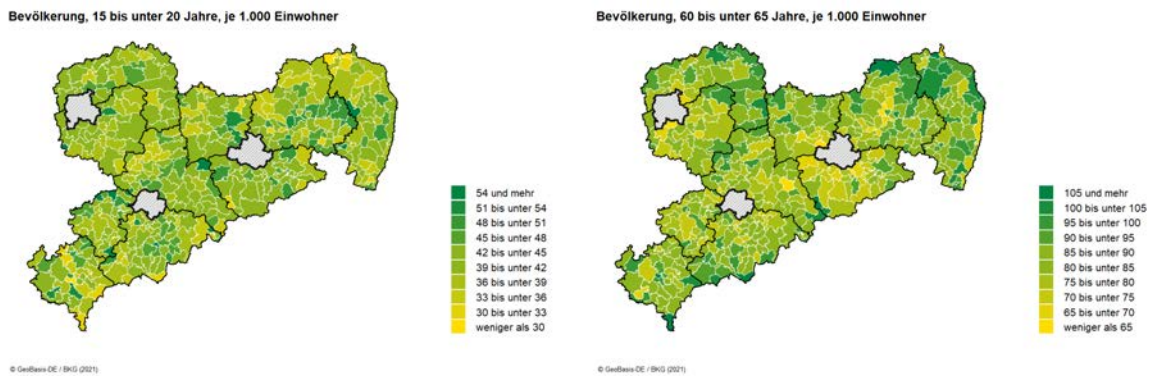 Bevölkerung, 15 bis unter 20 Jahre, je 1.000 Einwohner
54 und mehr
51 bis unter 54
48 bis unter 51
45 bis unter 48
42 bis unter 45
39 bis unter 42
36 bis unter 39
33 bis unter 36
30 bis unter 33
weniger als 30
© GeoBasis-DE / BKG (2021)
Bevölkerung, 60 bis unter 65 Jahre, je 1.000 Einwohner
105 und mehr
100 bis unter 105
95 bis unter 100
90 bis unter 95
85 bis unter 90
80 bis unter 85
75 bis unter 80
70 bis unter 75
65 bis unter 70
weniger als 65
© GeoBasis-DE / BKG (2021)